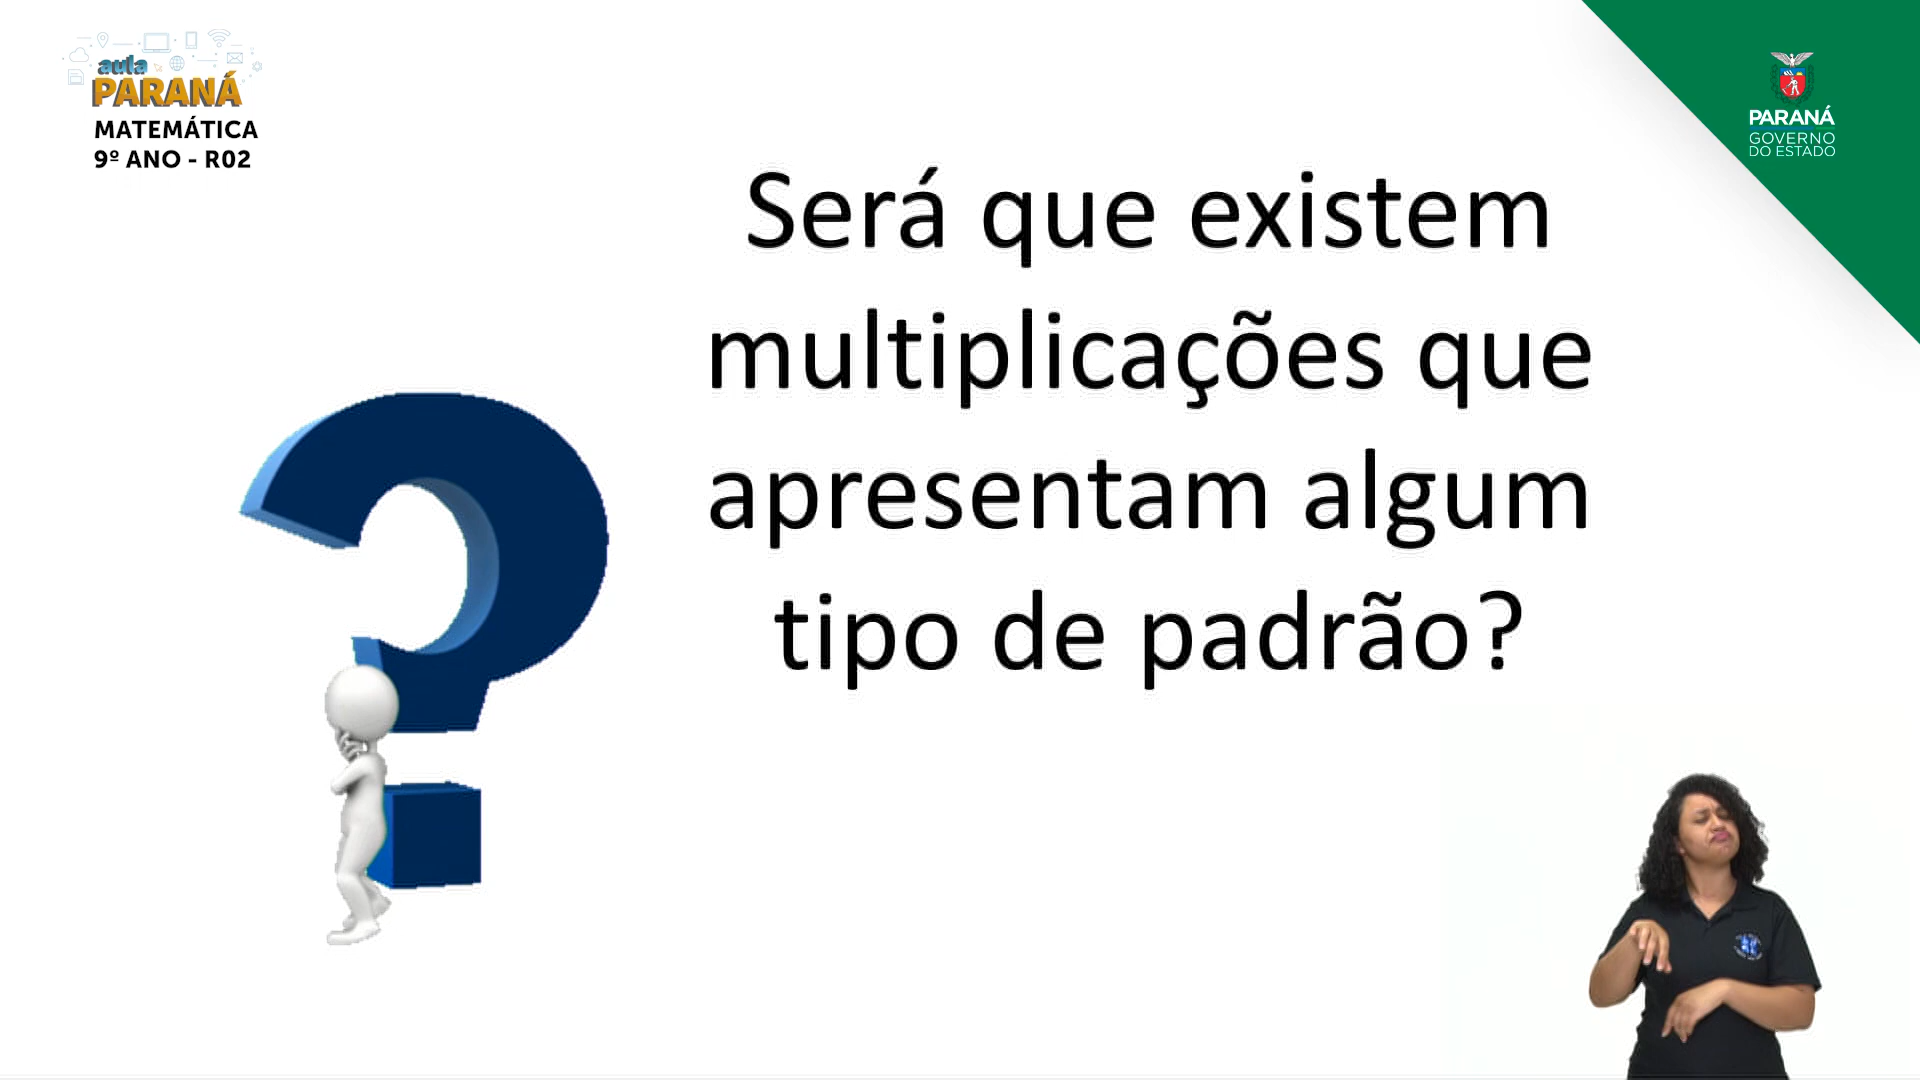 aula
PARANÁ
MATEMÁTICA
9º ANO - R02
PARANÁ
GOVERNO
DO ESTADO
Será que existem
multiplicações que
apresentam algum
tipo de padrão?